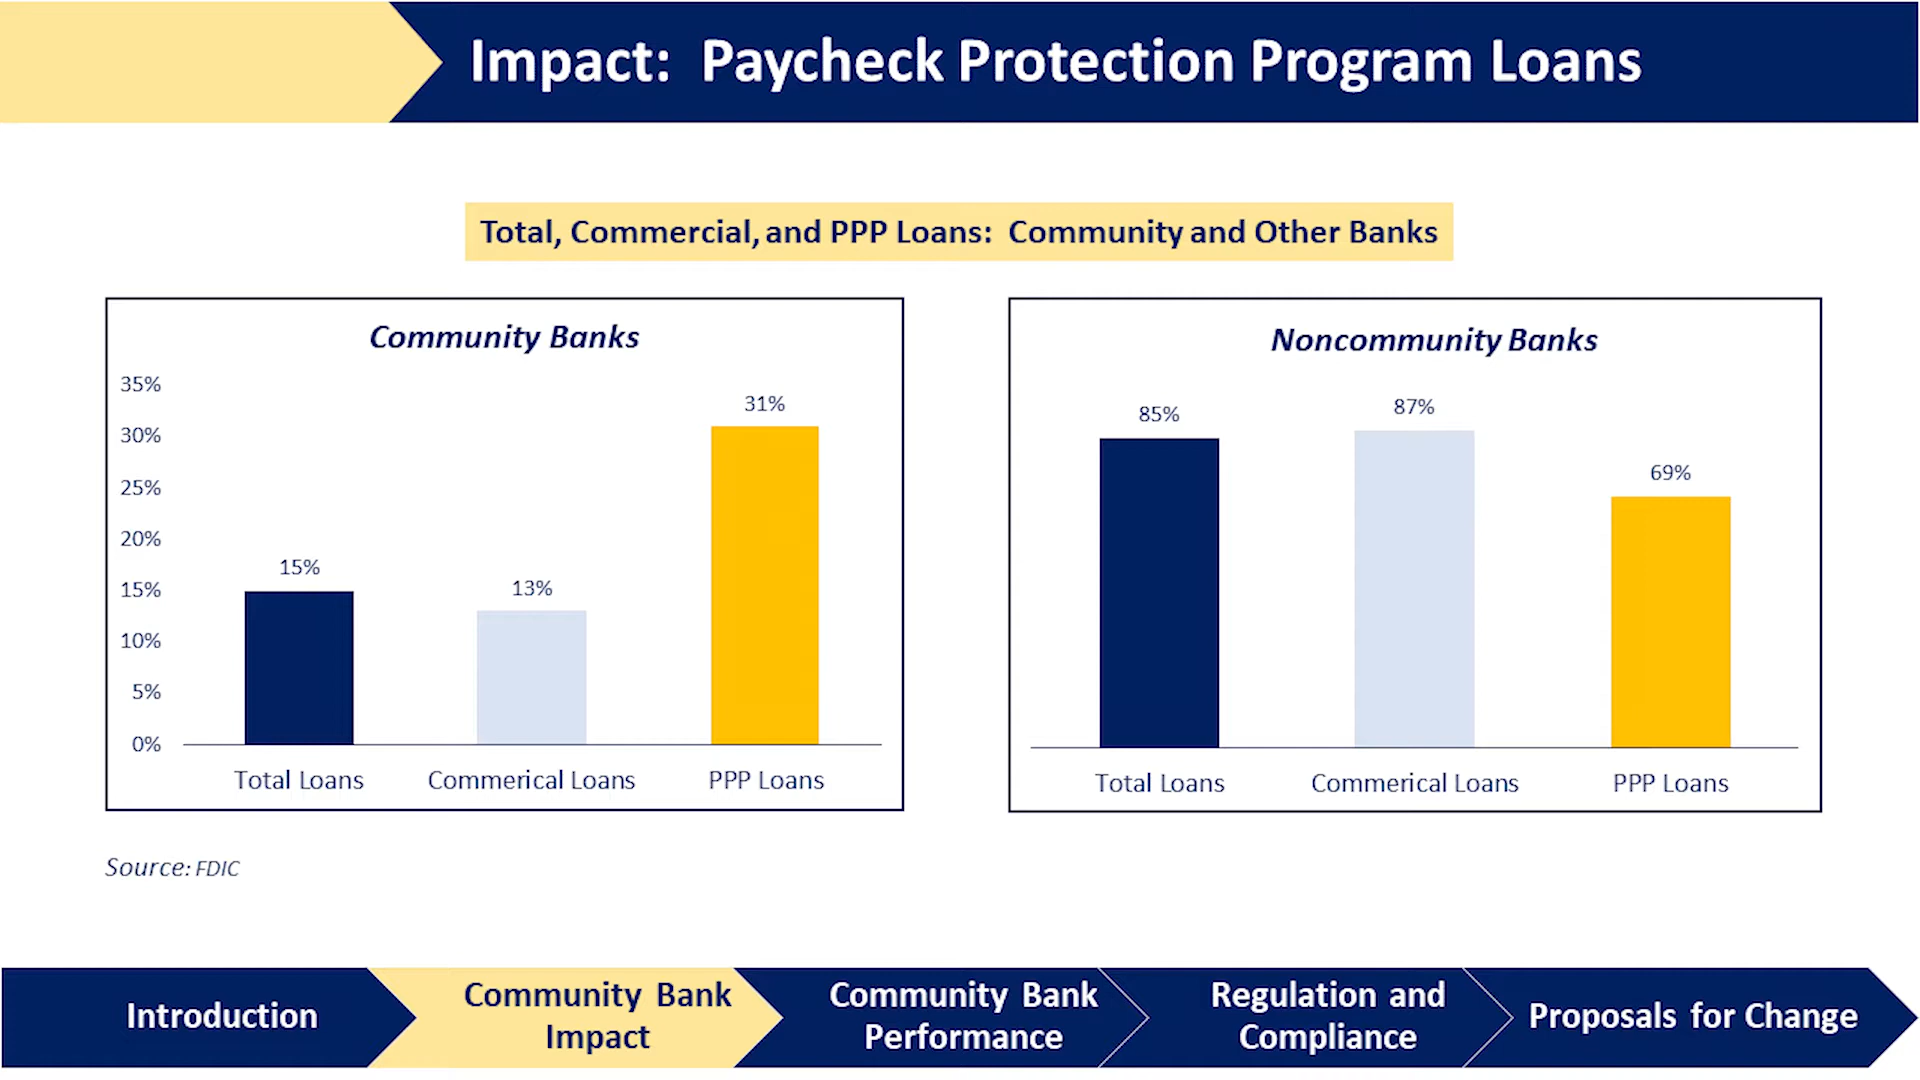 Impact: Paycheck Protection Program Loans
Total, Commercial, and PPP Loans: Community and Other Banks
Community Banks
35%
30%
25%
20%
15%
10%
5%
0%
15%
13%
31%
Total Loans
Commerical Loans
PPP Loans
Noncommunity Banks
85%
87%
69%
Total Loans
Commerical Loans
PPP Loans
Source: FDIC
Introduction
Community Bank
Impact
Community Bank
Performance
Regulation and
Compliance
Proposals for Change